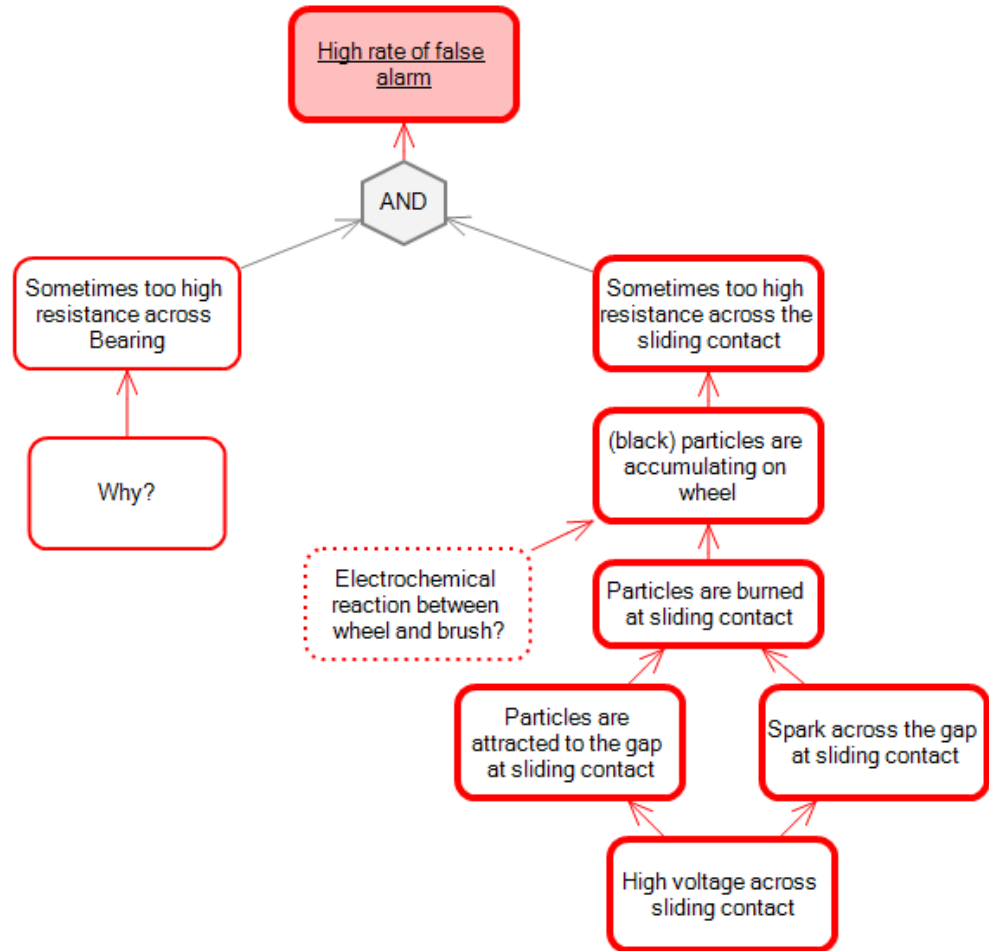 High rate of false
alarm
AND
Sometimes too high
resistance across
Bearing
Sometimes too high
resistance across the
sliding contact
Why?
(black) particles are
accumulating on
wheel
Electrochemical
reaction between
wheel and brush?
Particles are burned
at sliding contact
Particles are
attracted to the gap
at sliding contact
Spark across the gap
at sliding contact
High voltage across
sliding contact